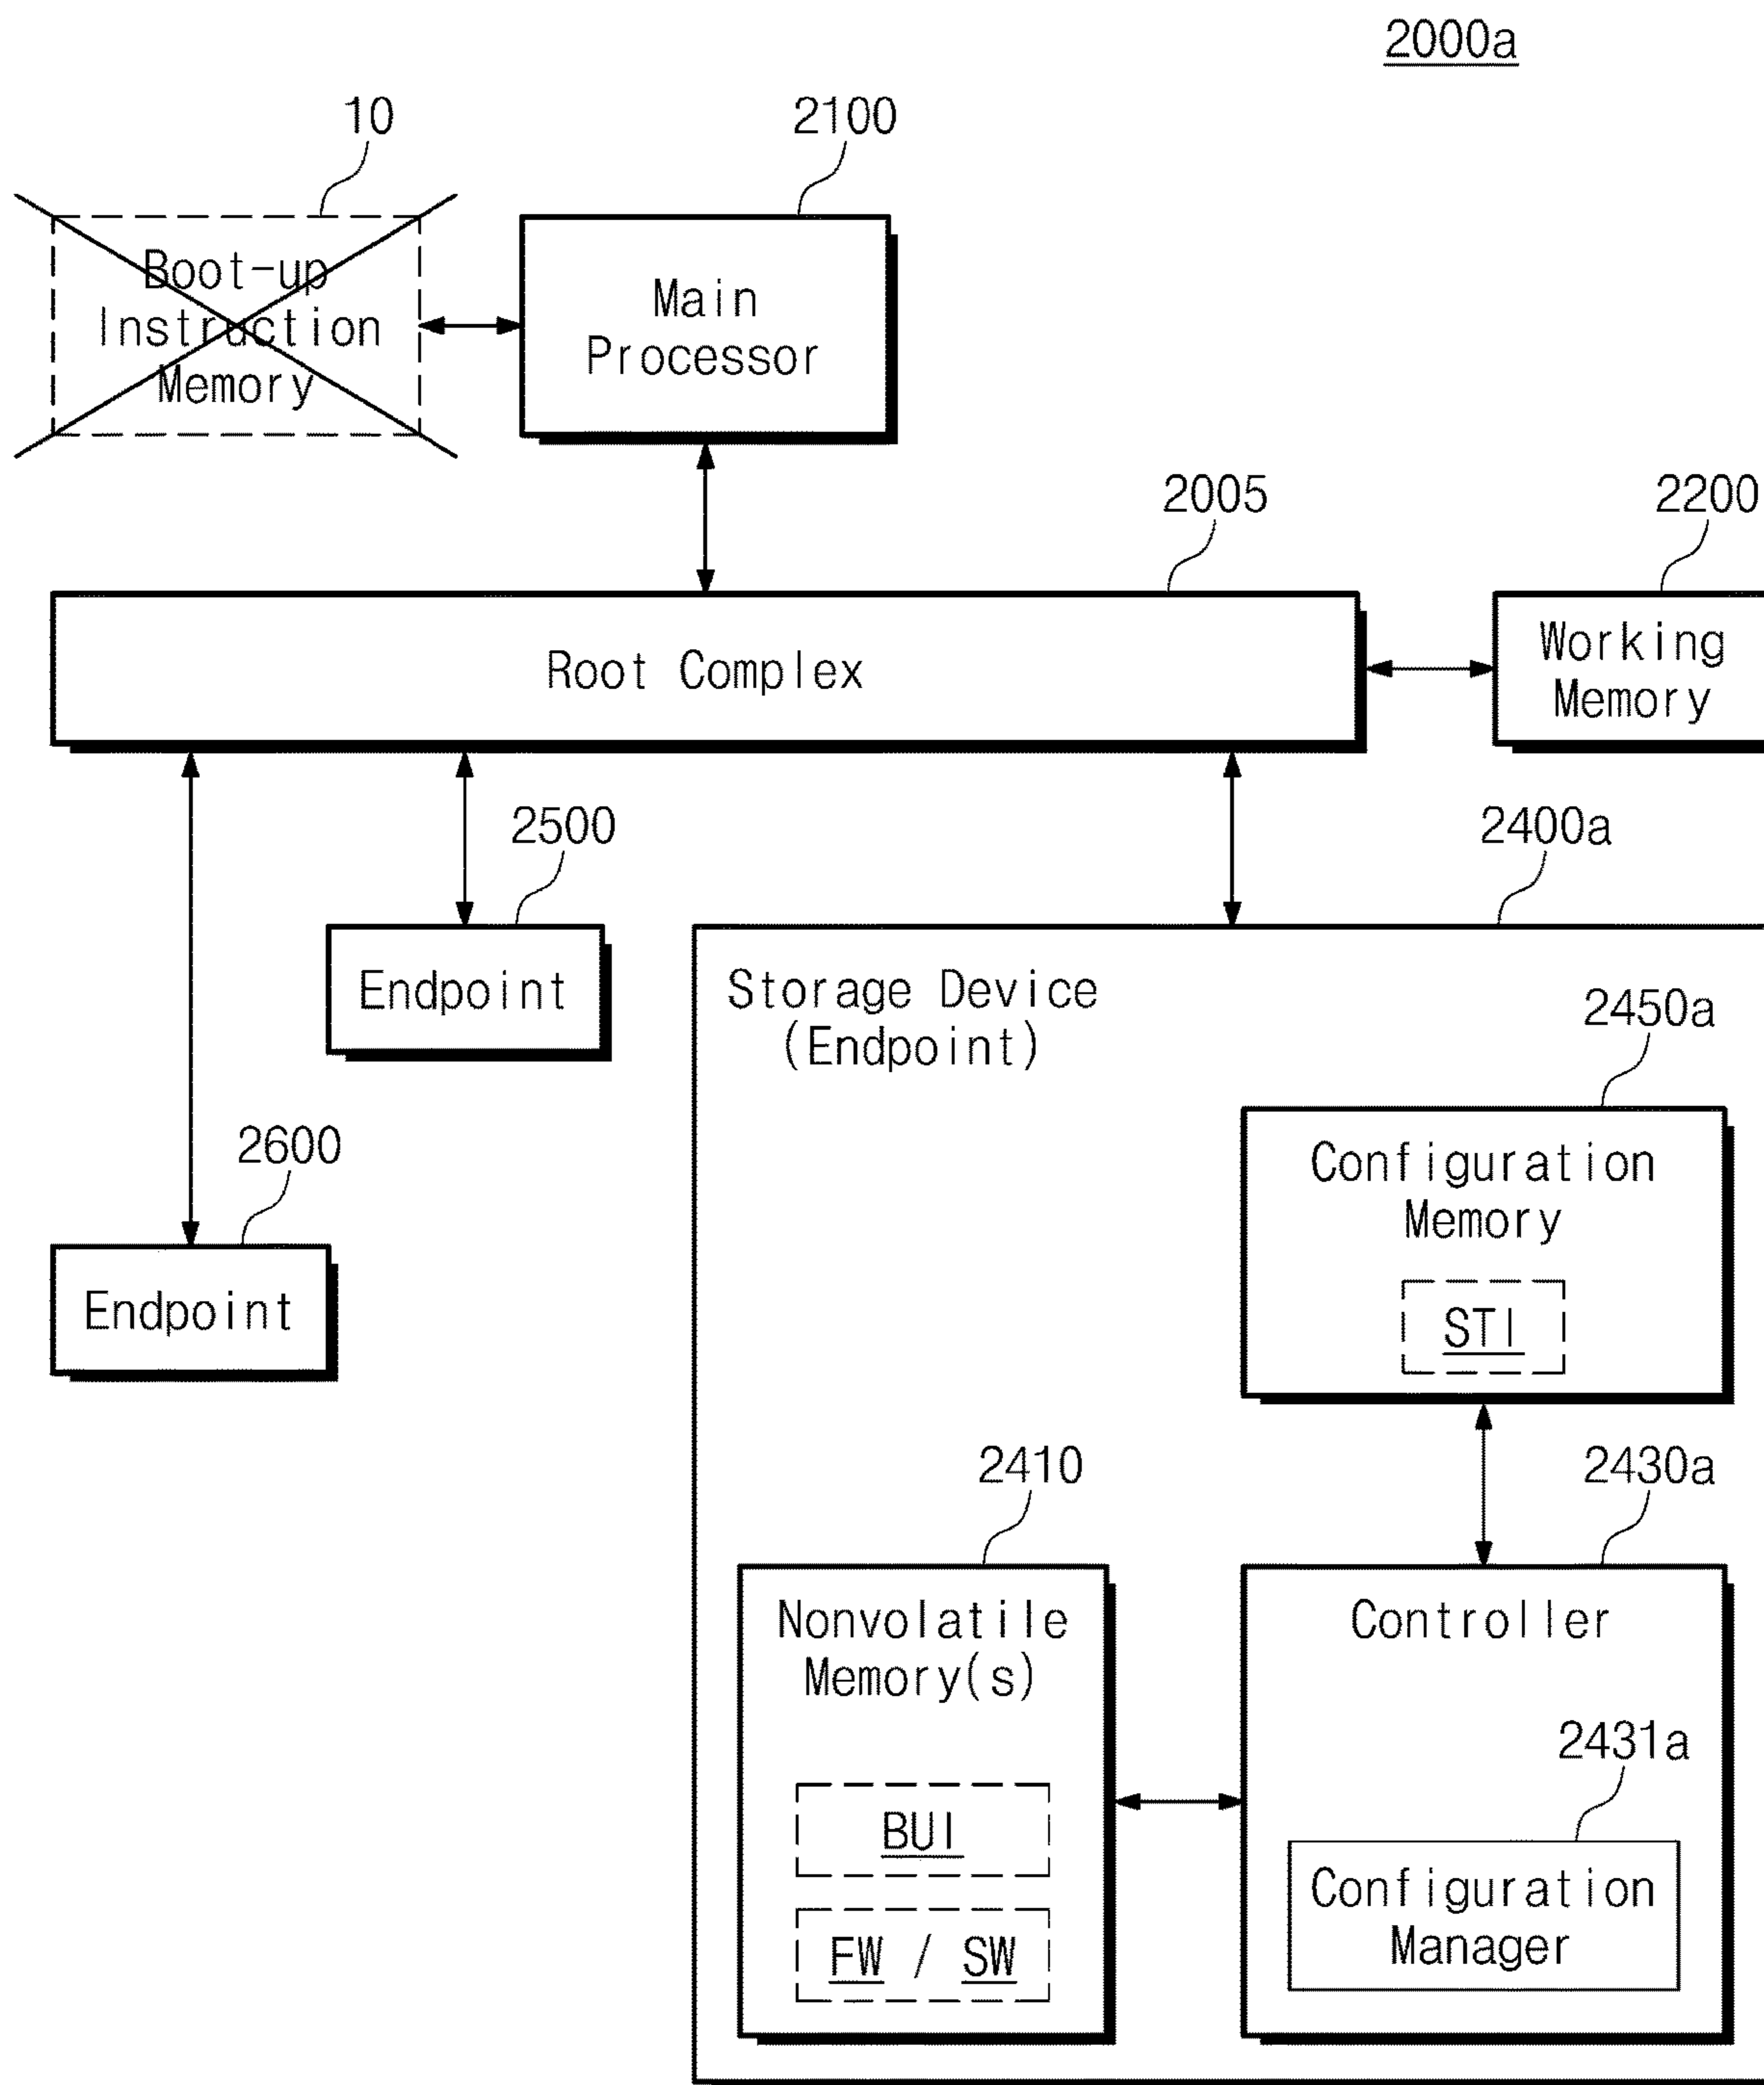 2000a
10
2100
Boot-up
Instruction
Memory
Main
Processor
2005
2200
Root Complex
Working
Memory
2500
2400a
Endpoint
Storage Device
(Endpoint)
2450a
2600
Configuration
Memory
Endpoint
STI
2410
2430a
Nonvolatile
Memory(s)
Controller
2431a
BUI
Configuration
Manager
FW / SW